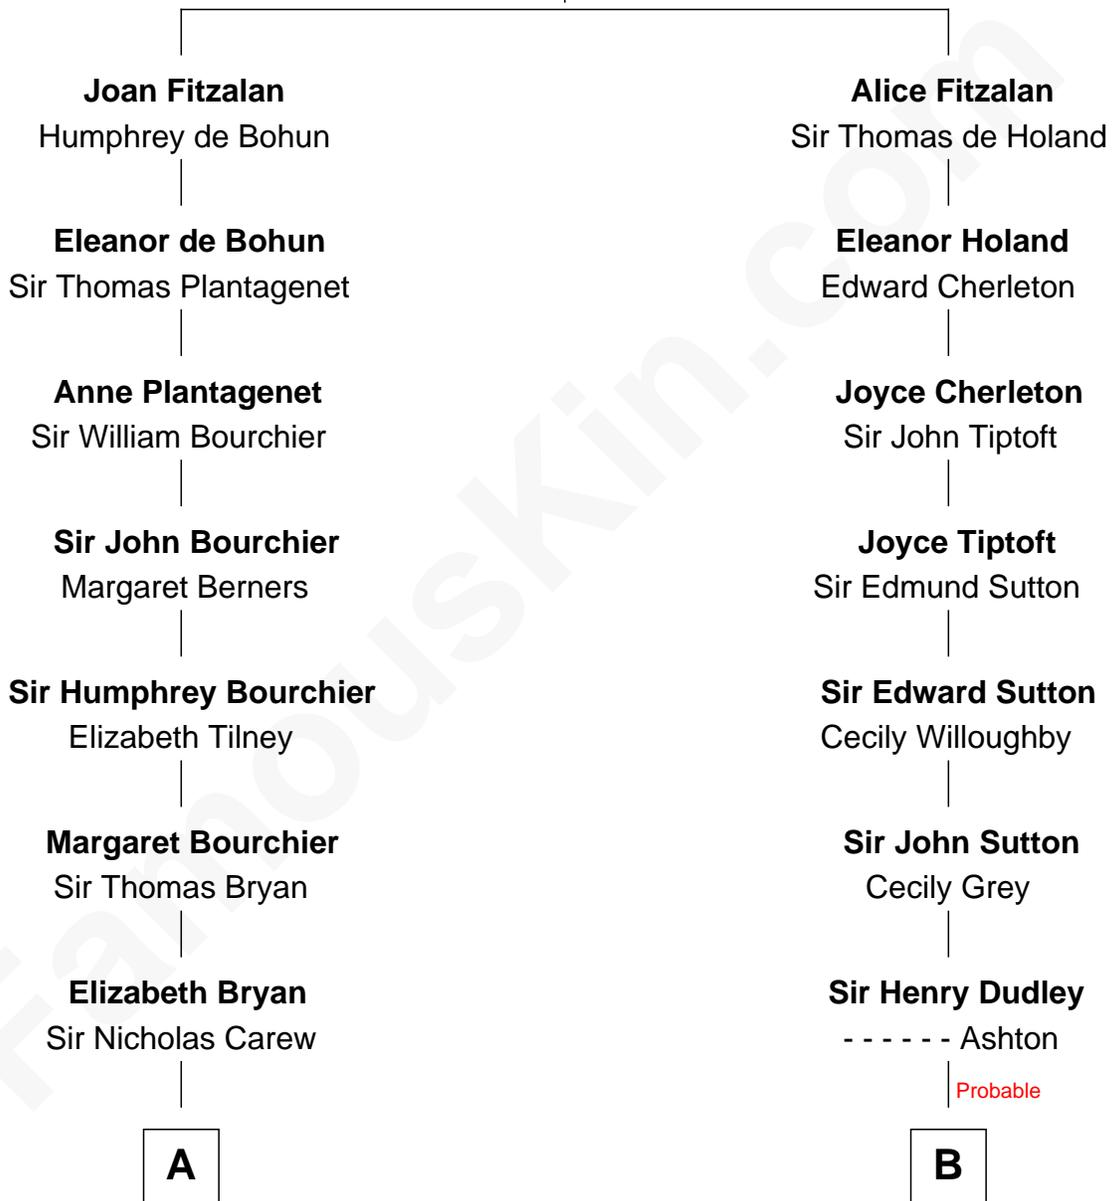 Joan Fitzalan
Humphrey de Bohun
Eleanor de Bohun
Sir Thomas Plantagenet
Anne Plantagenet
Sir William Bourchier
Sir John Bourchier
Margaret Berners
Sir Humphrey Bourchier
Elizabeth Tilney
Margaret Bourchier
Sir Thomas Bryan
Elizabeth Bryan
Sir Nicholas Carew
A
Alice Fitzalan
Sir Thomas de Holand
Eleanor Holand
Edward Cherleton
Joyce Cherleton
Sir John Tiptoft
Joyce Tiptoft
Sir Edmund Sutton
Sir Edward Sutton
Cecily Willoughby
Sir John Sutton
Cecily Grey
Sir Henry Dudley
- - - - - - Ashton
Probable
B
FamousKin.com